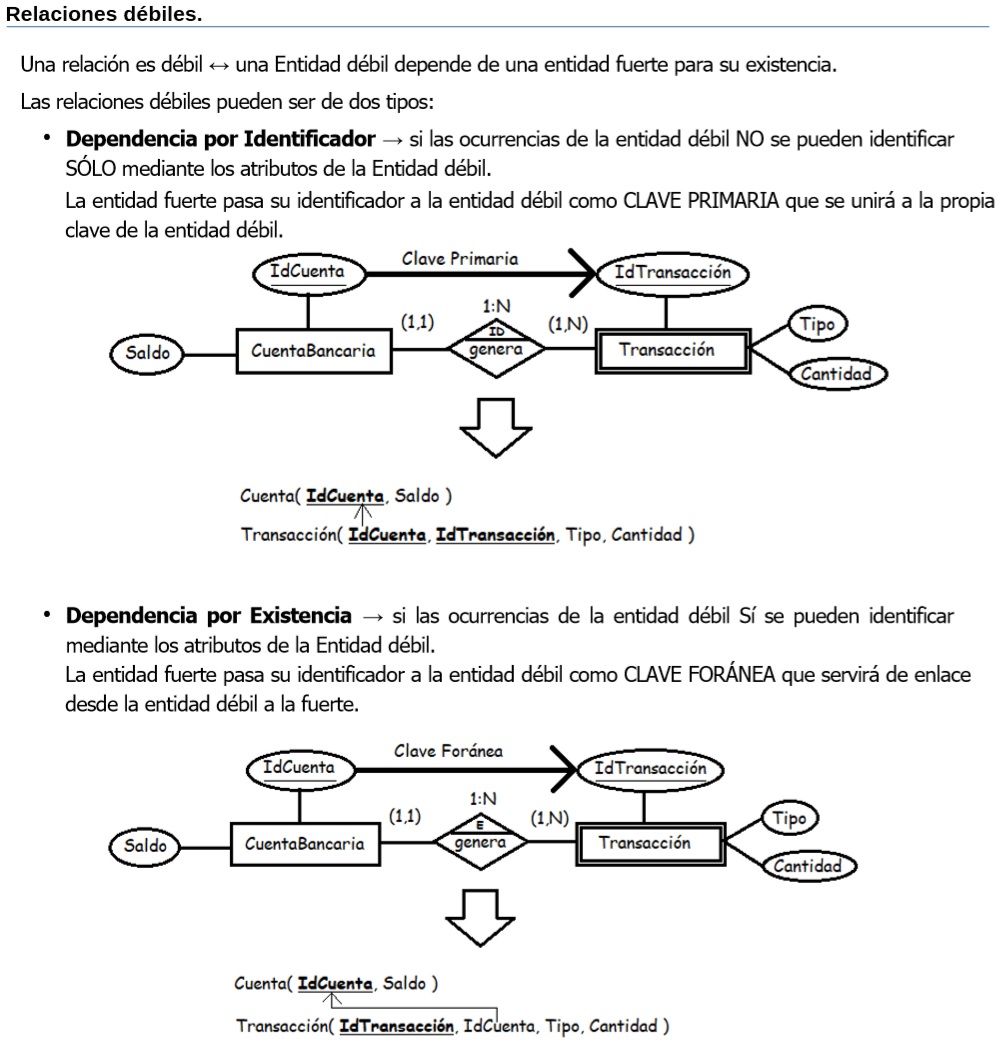 Relaciones débiles.
Una relación es débil ↔ una Entidad débil depende de una entidad fuerte para su existencia.
Las relaciones débiles pueden ser de dos tipos:
• Dependencia por Identificador → si las ocurrencias de la entidad débil NO se pueden identificar
SÓLO mediante los atributos de la Entidad débil.
La entidad fuerte pasa su identificador a la entidad débil como CLAVE PRIMARIA que se unirá a la propia
clave de la entidad débil.
IdCuenta Clave Primaria IdTransacción
(1,1) 1:N (1,N) Tipo
Saldo CuentaBancaria ID genera Transacción
Cantidad
Cuenta( IdCuenta, Saldo )
Transacción( IdCuenta, IdTransacción, Tipo, Cantidad )
• Dependencia por Existencia → si las ocurrencias de la entidad débil Sí se pueden identificar
mediante los atributos de la Entidad débil.
La entidad fuerte pasa su identificador a la entidad débil como CLAVE FORÁNEA que servirá de enlace
desde la entidad débil a la fuerte.
IdCuenta Clave Foránea IdTransacción
(1,1) 1:N (1,N) Tipo
Saldo CuentaBancaria E genera Transacción
Cantidad
Cuenta( IdCuenta, Saldo )
Transacción( IdTransacción, IdCuenta, Tipo, Cantidad )